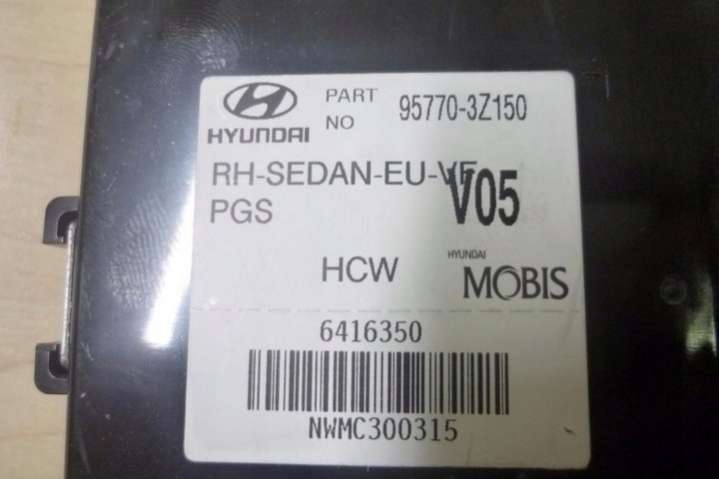 HYUNDAI
PART NO 95770-3Z150
RH-SEDAN-EU-VF
V05
PGS
HCW
HYUNDAI
MOBIS
6416350
NWMC300315